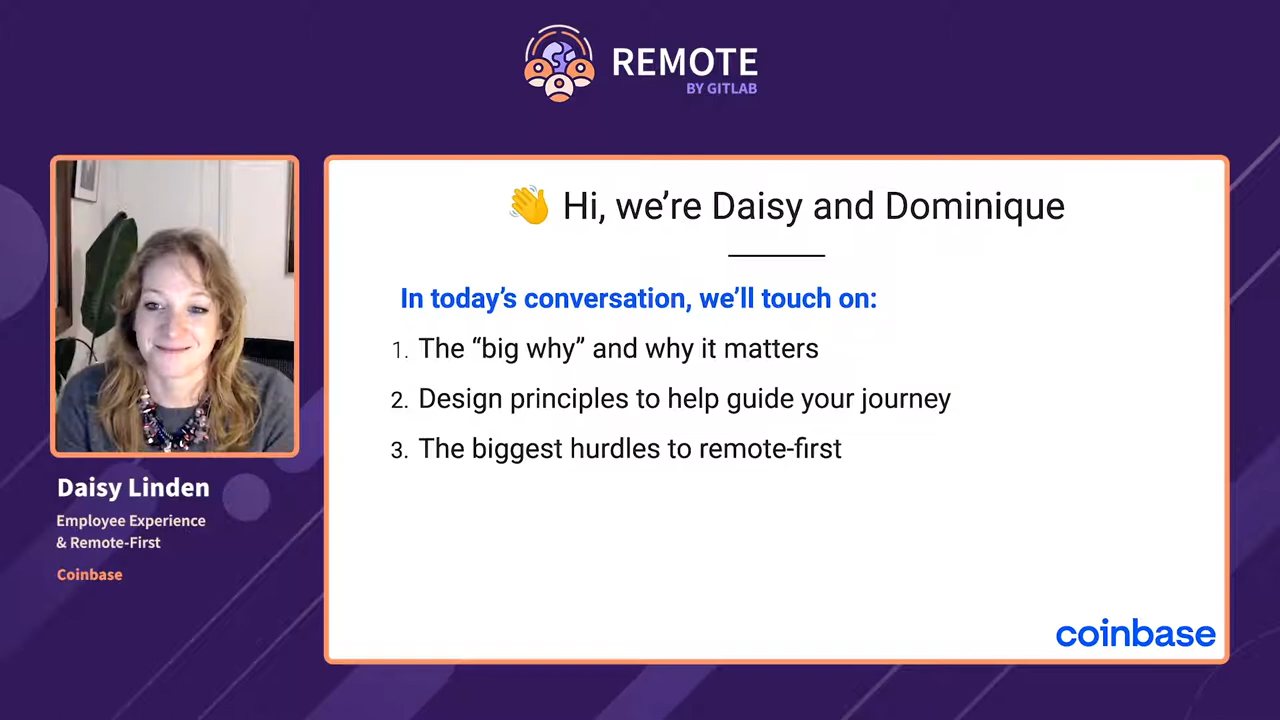 REMOTE
BY GITLAB
👋 Hi, we’re Daisy and Dominique
In today’s conversation, we’ll touch on:
1. The “big why” and why it matters
2. Design principles to help guide your journey
3. The biggest hurdles to remote-first
coinbase
Daisy Linden
Employee Experience
& Remote-First
Coinbase